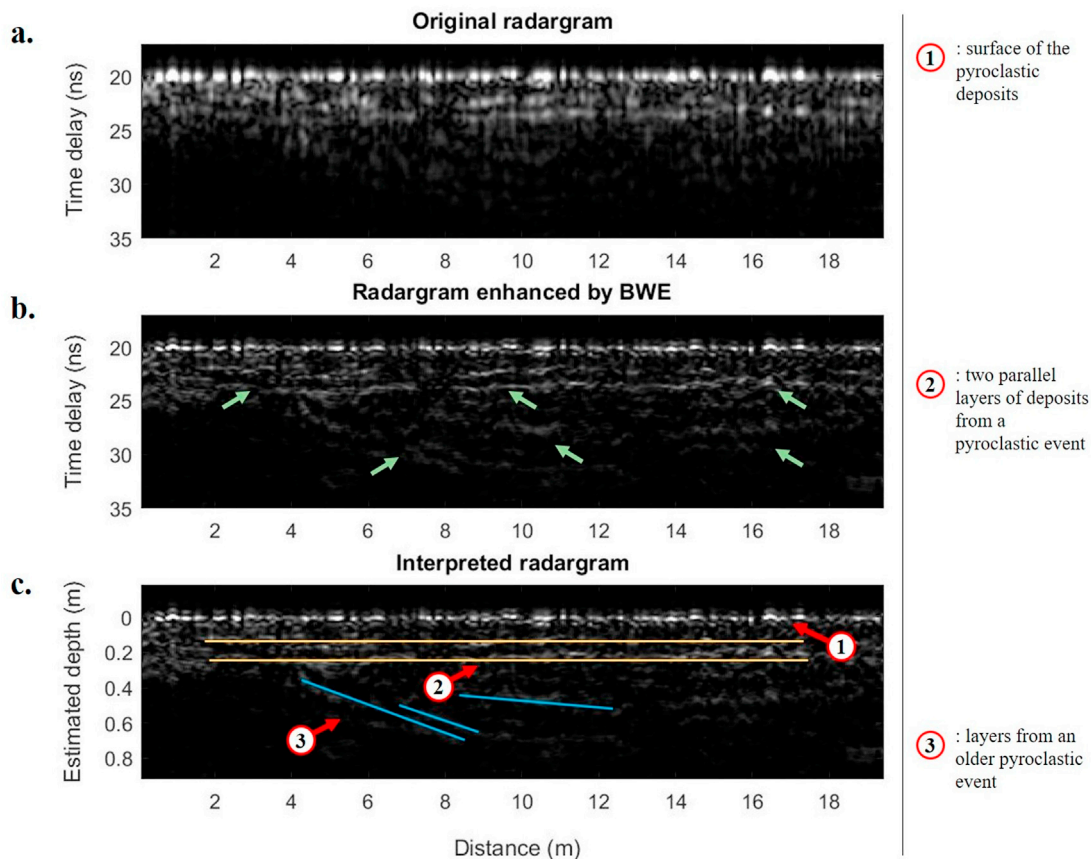 a.
Original radargram
Time delay (ns)
20
25
30
35
2 4 6 8 10 12 14 16 18
1 : surface of the
pyroclastic
deposits
b.
Radargram enhanced by BWE
Time delay (ns)
20
25
30
35
2 4 6 8 10 12 14 16 18
2 : two parallel
layers of deposits
from a
pyroclastic event
c.
Interpreted radargram
Estimated depth (m)
0
0.2
0.4
0.6
0.8
1
2
3
2 4 6 8 10 12 14 16 18
Distance (m)
3 : layers from an
older pyroclastic
event